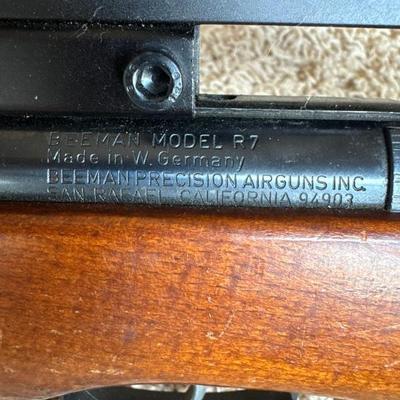 BEEMAN MODEL R7
Made in W. Germany
BEEMAN PRECISION AIRGUNS INC.
SAN RAFAEL, CALIFORNIA 94903